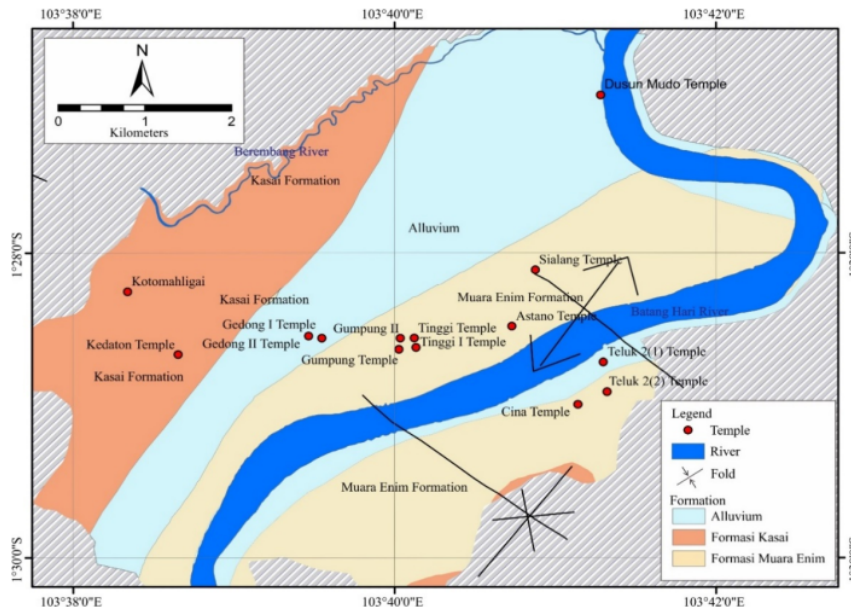 103°38'0"E 103°40'0"E 103°42'0"E
N
0 1 2
Kilometers
Dusun Mudo Temple
Berembang River
Kasai Formation
Alluvium
1°28'0"S
Sialang Temple
Kotomahligai
Kasai Formation
Muara Enim Formation
Astano Temple
Batang Hari River
Gedong I Temple
Gumpung II
Tinggi Temple
Gedong II Temple
Tinggi I Temple
Kedaton Temple
Gumpung Temple
Teluk 2(1) Temple
Kasai Formation
Teluk 2(2) Temple
Cina Temple
Muara Enim Formation
Legend
Temple
River
Fold
Formation
Alluvium
Formasi Kasai
Formasi Muara Enim
1°30'0"S
103°38'0"E 103°40'0"E 103°42'0"E